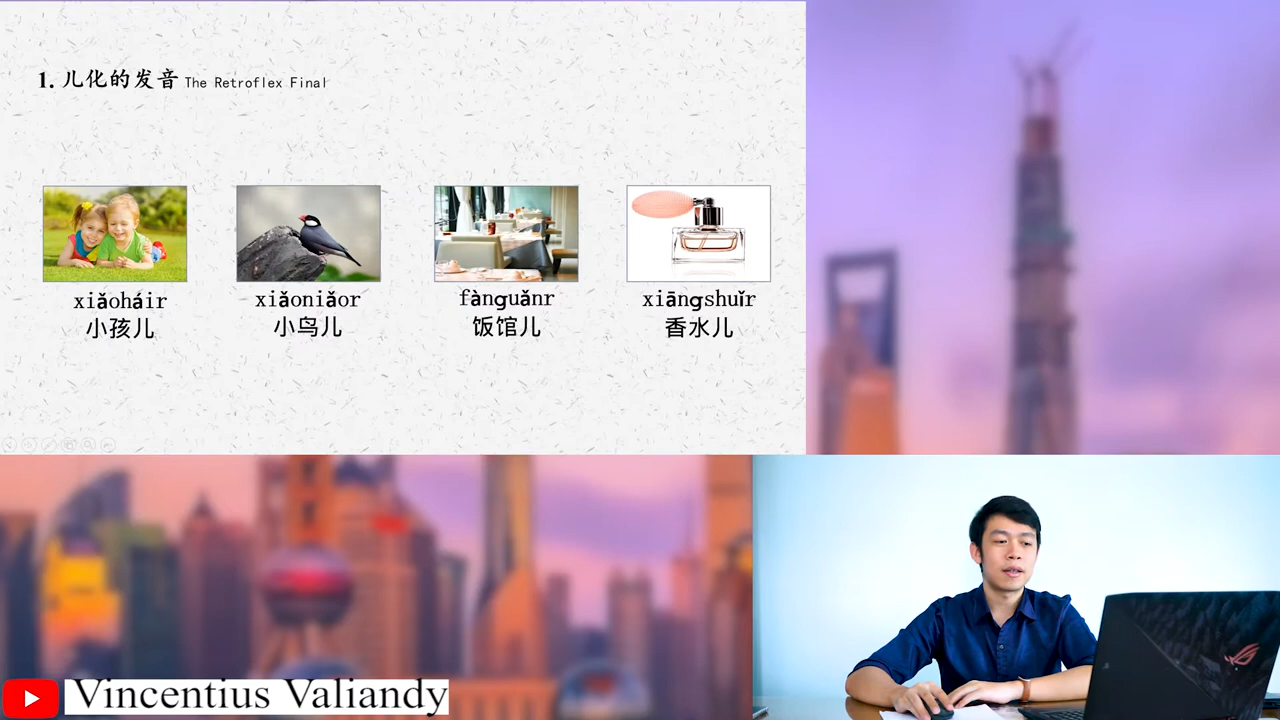 1. 儿化的发音 The Retroflex Final
xiǎoháir
小孩儿
xiǎoniǎor
小鸟儿
fànguǎnr
饭馆儿
xiāngshuǐr
香水儿
Vincentius Valiandy